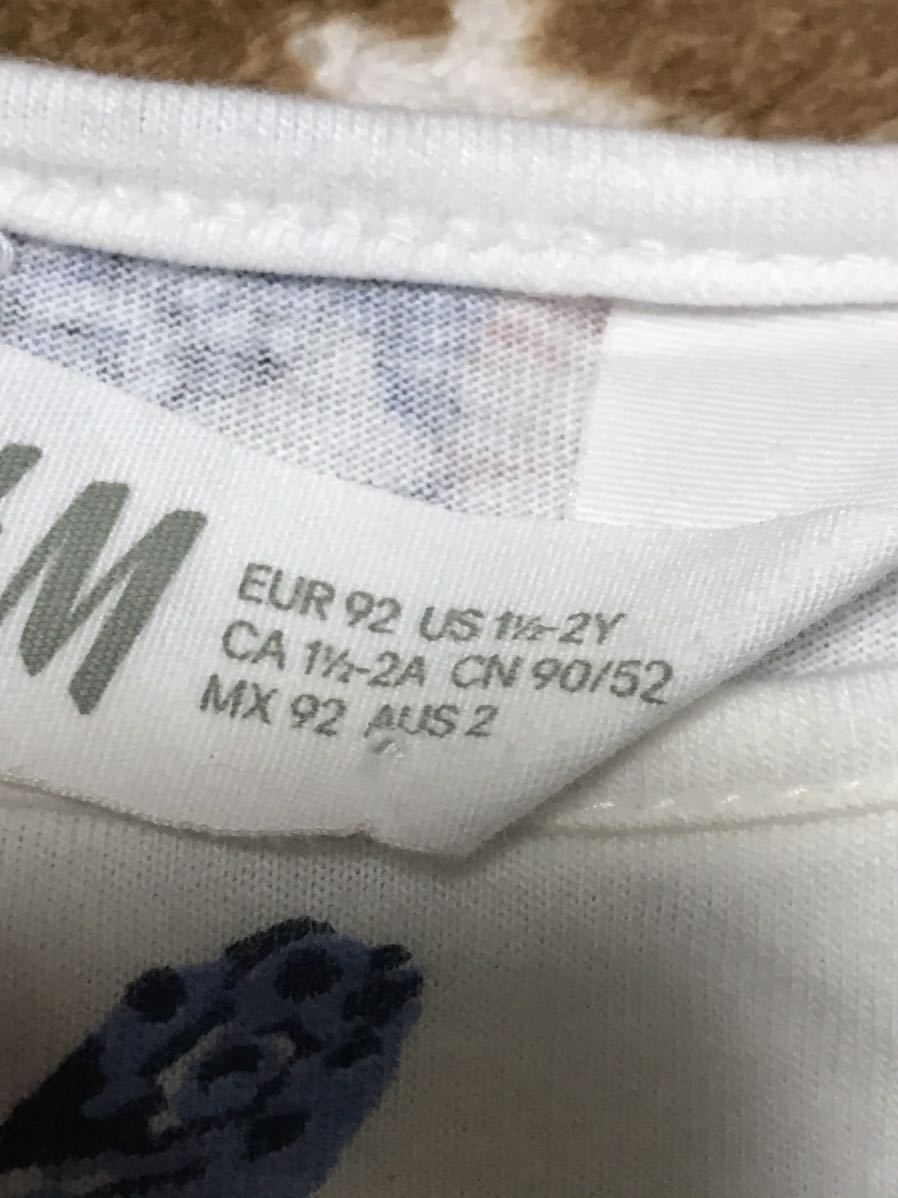 M
EUR 92 US 1½-2Y
CA 1½-2A CN 90/52
MX 92 AUS 2